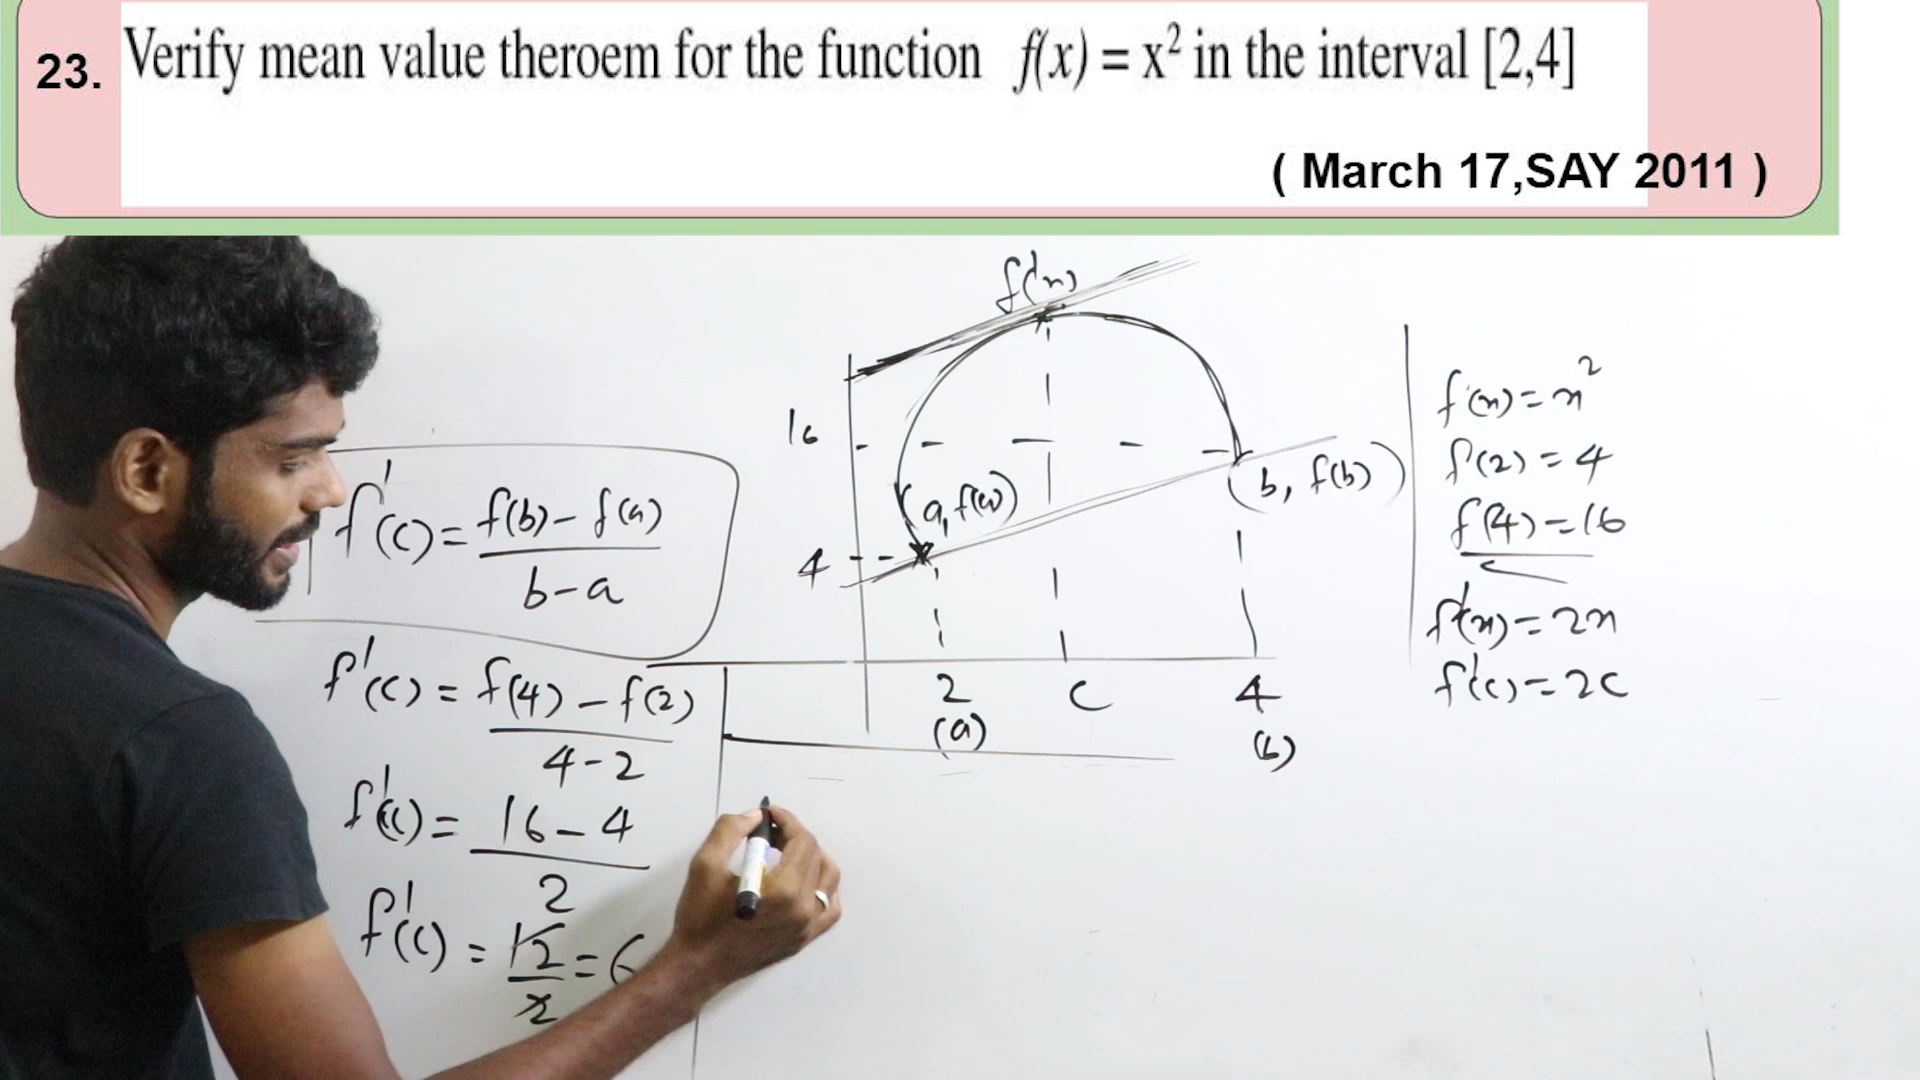 23. Verify mean value theroem for the function f(x) = x² in the interval [2,4]
( March 17,SAY 2011 )
f'(c) = f(b) - f(a)
b - a
f'(c) = f(4) - f(2)
4 - 2
f'(c) = 16 - 4
2
f'(c) = 12 = 6
2
f'(x)
16
(a, f(a))
(b, f(b))
4
2
c
4
(a)
(b)
f(x) = x²
f(2) = 4
f(4) = 16
f'(x) = 2x
f'(c) = 2c